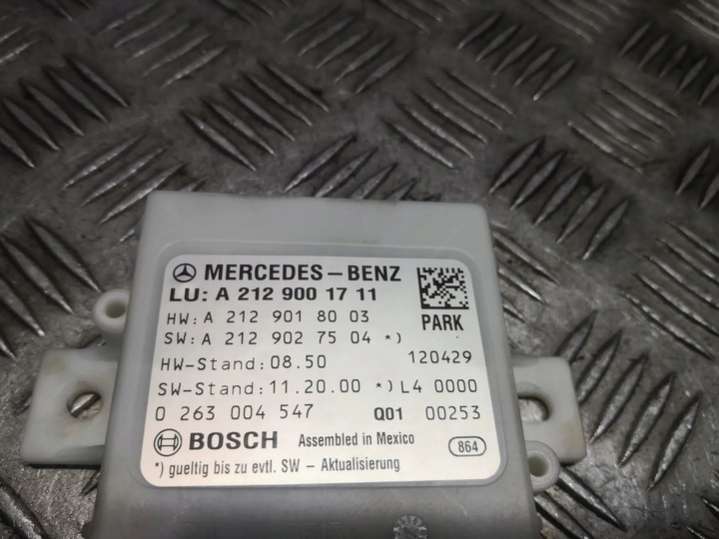 MERCEDES-BENZ
LU: A 212 900 17 11
HW: A 212 901 80 03
PARK
SW: A 212 902 75 04 *)
HW-Stand: 08.50 120429
SW-Stand: 11.20.00 *) L4 0000
0 263 004 547 Q01 00253
BOSCH Assembled in Mexico 864
*) gueltig bis zu evtl. SW - Aktualisierung